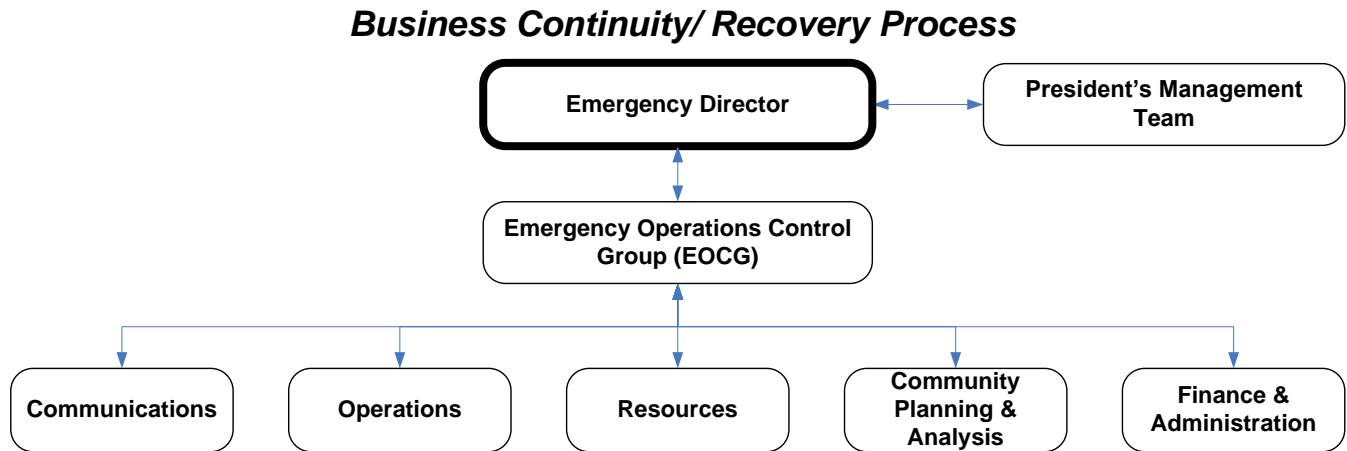 Business Continuity/ Recovery Process
Emergency Director
President’s Management
Team
Emergency Operations Control
Group (EOCG)
Communications
Operations
Resources
Community
Planning &
Analysis
Finance &
Administration